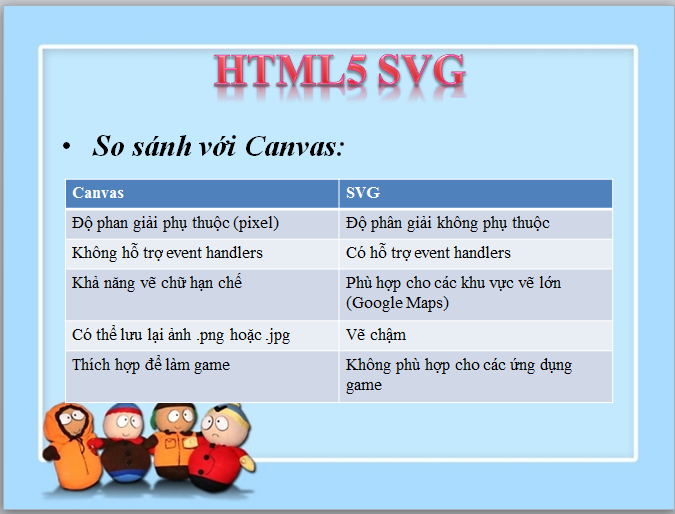 HTML5 SVG
• So sánh với Canvas:
Canvas SVG
Độ phan giải phụ thuộc (pixel) Độ phân giải không phụ thuộc
Không hỗ trợ event handlers Có hỗ trợ event handlers
Khả năng vẽ chữ hạn chế Phù hợp cho các khu vực vẽ lớn
(Google Maps)
Có thể lưu lại ảnh .png hoặc .jpg Vẽ chậm
Thích hợp để làm game Không phù hợp cho các ứng dụng
game